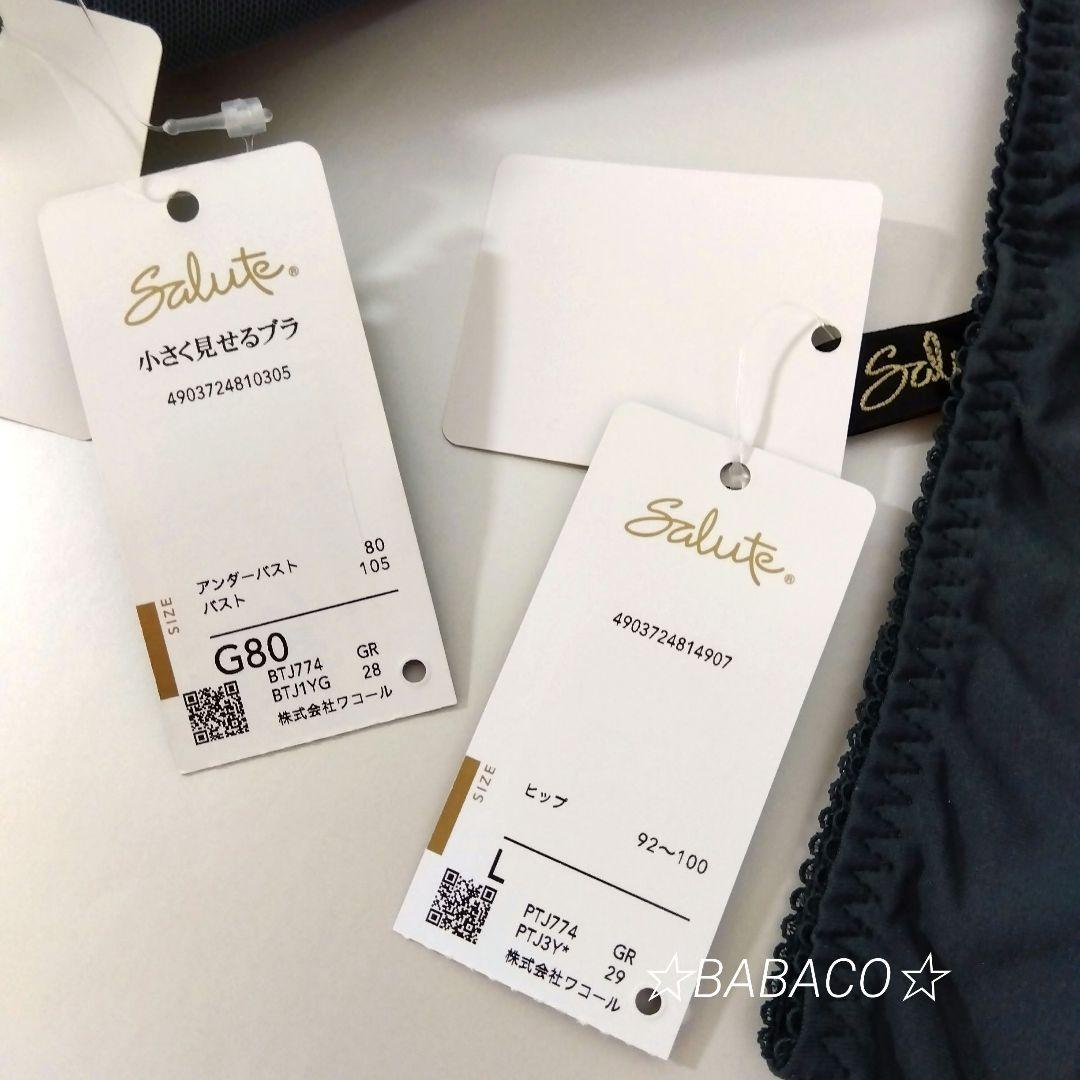 Salute®
小さく見せるブラ
4903724810305
アンダーバスト 80
バスト 105
SIZE
G80
BTJ774 GR
BTJ1YG 28
株式会社ワコール
Salu
Salute®
4903724814907
SIZE
ヒップ
92〜100
L
PTJ774 GR
PTJ3Y* 29
株式会社ワコール
☆BABACO☆